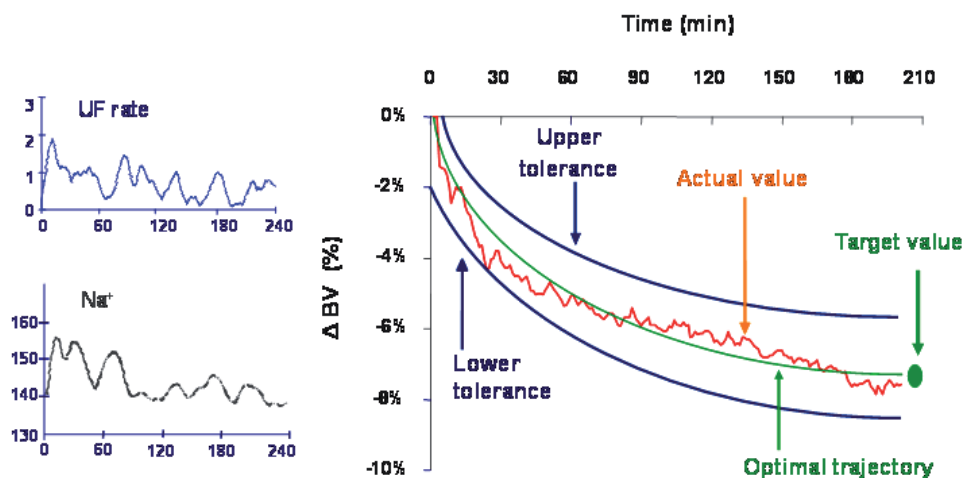 UF rate
3
2
1
0
0 60 120 180 240
Na⁺
160
150
140
130
0 60 120 180 240
Time (min)
0 30 60 90 120 150 180 210
0%
-2%
-4%
-6%
-8%
-10%
Δ BV (%)
Upper
tolerance
Actual value
Target value
Lower
tolerance
Optimal trajectory